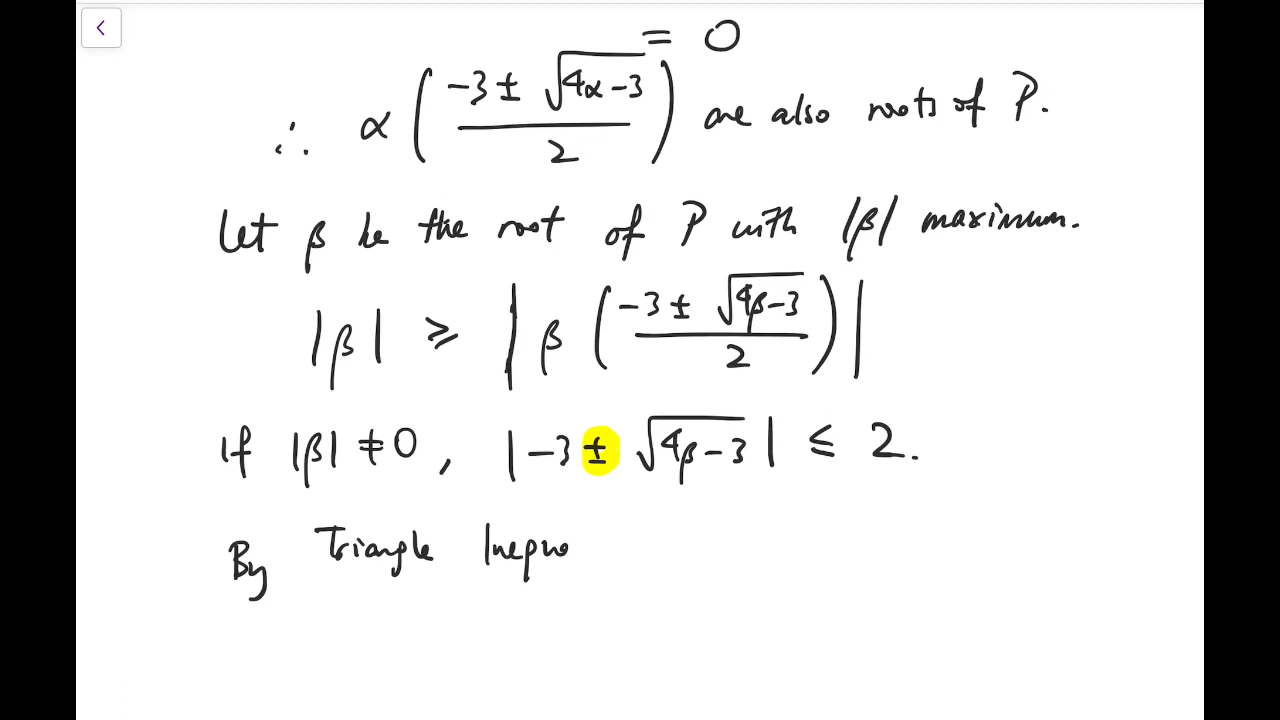 = 0
∴ α ( (-3 ± √(4α-3)) / 2 ) are also roots of P.
Let β be the root of P with |β| maximum.
|β| ≥ | β ( (-3 ± √(4β-3)) / 2 ) |
If |β| ≠ 0, |-3 ± √(4β-3)| ≤ 2.
By Triangle Inequa